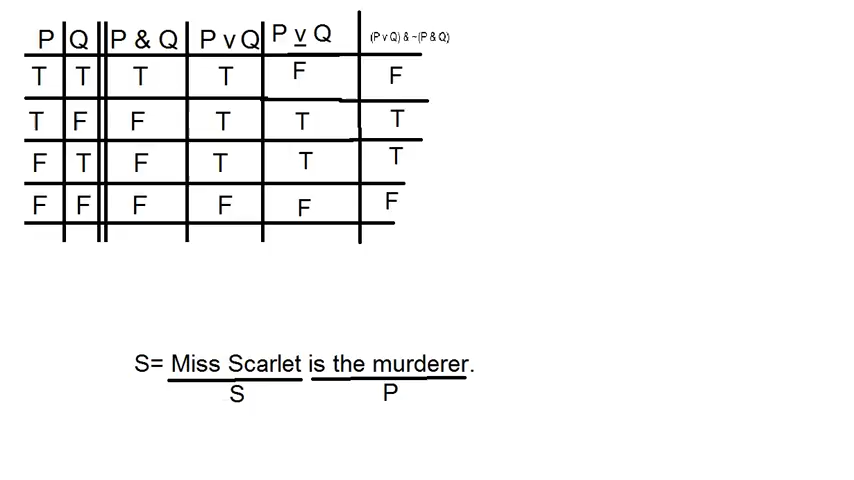 P Q P & Q P v Q P v Q (P v Q) & ~(P & Q)
T T T T F F
T F F T T T
F T F T T T
F F F F F F
S= Miss Scarlet is the murderer.
S P